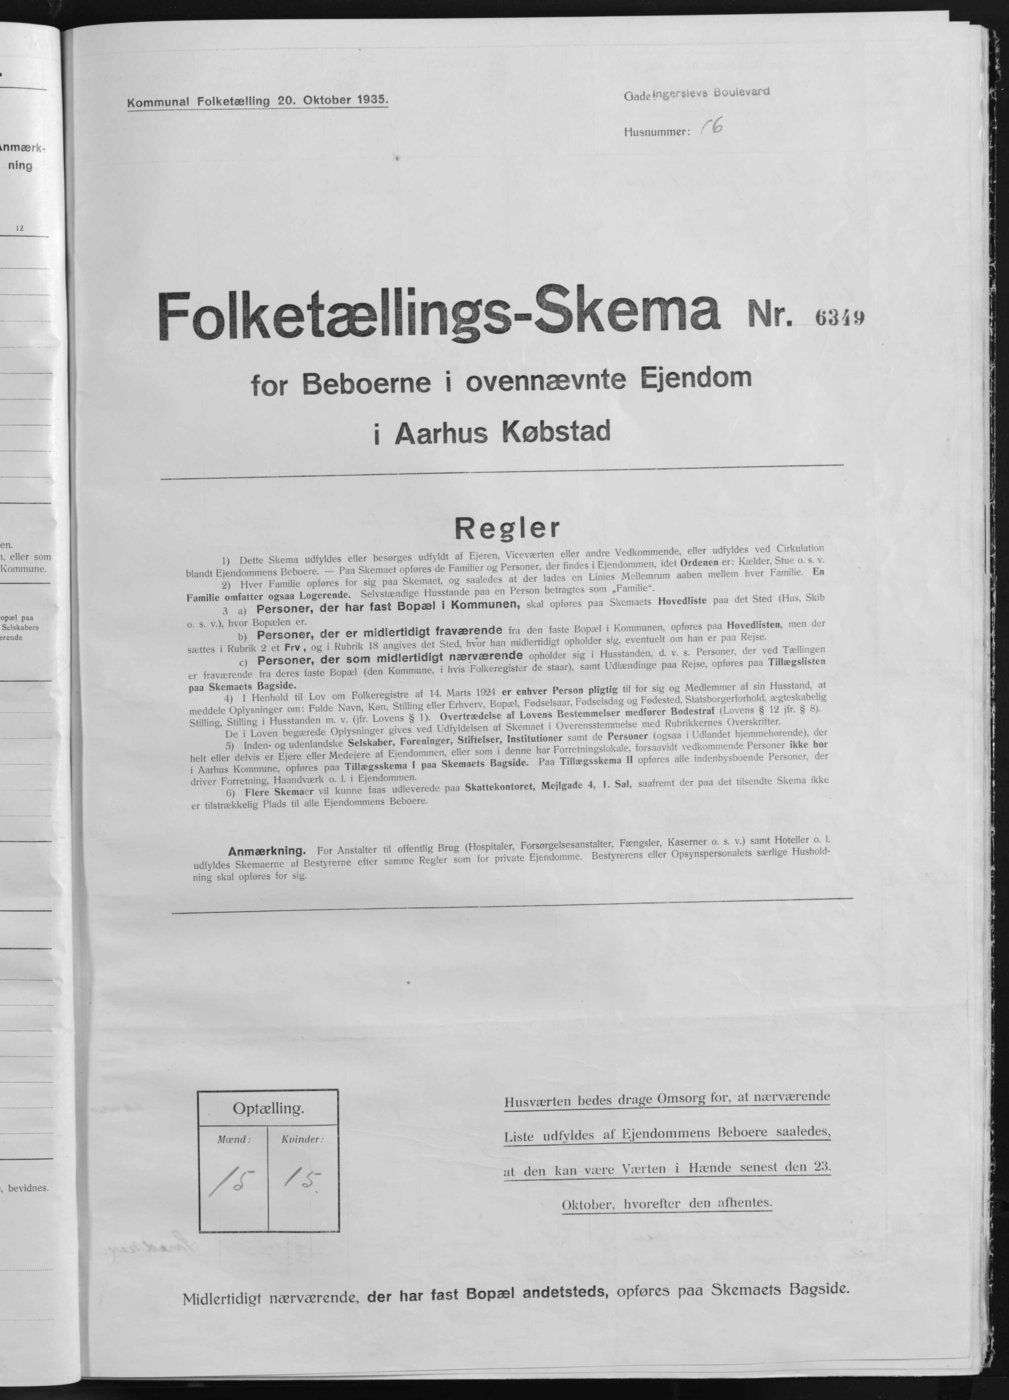 Kommunal Folketælling 20. Oktober 1935.
Gade: Ingerslevs Boulevard
Husnummer: 16
Folketællings-Skema Nr. 6349
for Beboerne i ovennævnte Ejendom
i Aarhus Købstad
Regler
1) Dette Skema udfyldes eller besørges udfyldt af Ejeren, Viceværten eller andre Vedkommende, eller udfyldes ved Cirkulation
blandt Ejendommens Beboere. — Paa Skemaet opføres de Familier og Personer, der findes i Ejendommen, idet Ordenen er: Kælder, Stue o. s. v.
2) Hver Familie opføres for sig paa Skemaet, og saaledes at der lades en Linies Mellemrum aaben mellem hver Familie. En
Familie omfatter ogsaa Logerende. Selvstændige Husstande paa en Person betragtes som „Familie“.
3 a) Personer, der har fast Bopæl i Kommunen, skal opføres paa Skemaets Hovedliste paa det Sted (Hus, Skib
o. s. v.), hvor Bopælen er.
b) Personer, der er midlertidigt fraværende fra den faste Bopæl i Kommunen, opføres paa Hovedlisten, men der
sættes i Rubrik 2 et Frv, og i Rubrik 18 angives det Sted, hvor han midlertidigt opholder sig, eventuelt om han er paa Rejse.
c) Personer, der som midlertidigt nærværende opholder sig i Husstanden, d. v. s. Personer, der ved Tællingen
er fraværende fra deres faste Bopæl (den Kommune, i hvis Folkeregister de staar), samt Udlændinge paa Rejse, opføres paa Tillægslisten
paa Skemaets Bagside.
4) I Henhold til Lov om Folkeregistre af 14. Marts 1924 er enhver Person pligtig til for sig og Medlemmer af sin Husstand, at
meddele Oplysninger om: Fulde Navn, Køn, Stilling eller Erhverv, Bopæl, Fødselsaar, Fødselsdag og Fødested, Statsborgerforhold, ægteskabelig
Stilling, Stilling i Husstanden m. v. (jfr. Lovens § 1). Overtrædelse af Lovens Bestemmelser medfører Bødestraf (Lovens § 12 jfr. § 8).
De i Loven begærede Oplysninger gives ved Udfyldelsen af Skemaet i Overensstemmelse med Rubrikkernes Overskrifter.
5) Inden- og udenlandske Selskaber, Foreninger, Stiftelser, Institutioner samt de Personer (ogsaa i Udlandet hjemmehørende), der
helt eller delvis er Ejere eller Medejere af Ejendommen, eller som i denne har Forretningslokale, forsaavidt vedkommende Personer ikke bor
i Aarhus Kommune, opføres paa Tillægsskema I paa Skemaets Bagside. Paa Tillægsskema II opføres alle indenbysboende Personer, der
driver Forretning, Haandværk o. l. i Ejendommen.
6) Flere Skemaer vil kunne faas udleverede paa Skattekontoret, Mejlgade 4, 1. Sal, saafremt der paa det tilsendte Skema ikke
er tilstrækkelig Plads til alle Ejendommens Beboere.
Anmærkning. For Anstalter til offentlig Brug (Hospitaler, Forsørgelsesanstalter, Fængsler, Kaserner o. s. v.) samt Hoteller o. l.
udfyldes Skemaerne af Bestyrerne efter samme Regler som for private Ejendomme. Bestyrerens eller Opsynspersonalets særlige Hushold-
ning skal opføres for sig.
Optælling.
Mænd: Kvinder:
15 15
Husværten bedes drage Omsorg for, at nærværende
Liste udfyldes af Ejendommens Beboere saaledes,
at den kan være Værten i Hænde senest den 23.
Oktober, hvorefter den afhentes.
Midlertidigt nærværende, der har fast Bopæl andetsteds, opføres paa Skemaets Bagside.
nmærk-
ning
12
en.
, eller som
Kommune.
opæl paa
Selskabers
erende
, bevidnes.